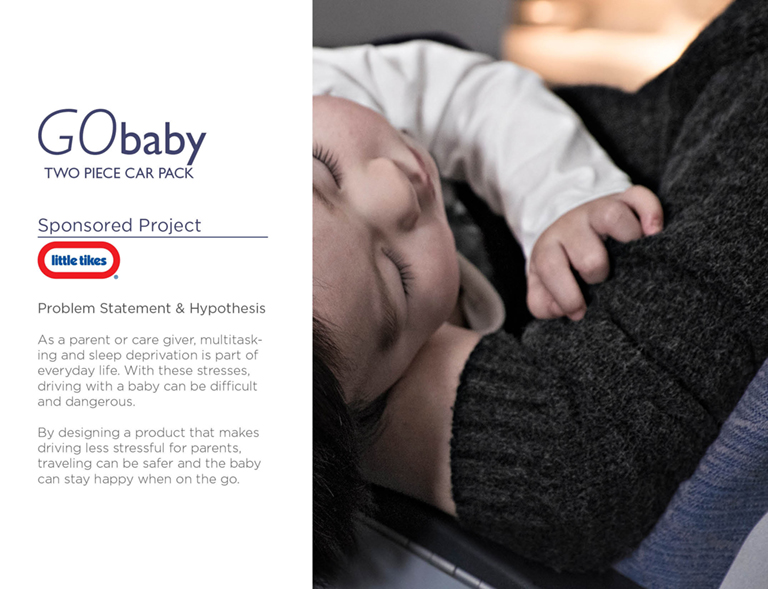 GObaby
TWO PIECE CAR PACK
Sponsored Project
little tikes
®
Problem Statement & Hypothesis
As a parent or care giver, multitask-
ing and sleep deprivation is part of
everyday life. With these stresses,
driving with a baby can be difficult
and dangerous.
By designing a product that makes
driving less stressful for parents,
traveling can be safer and the baby
can stay happy when on the go.